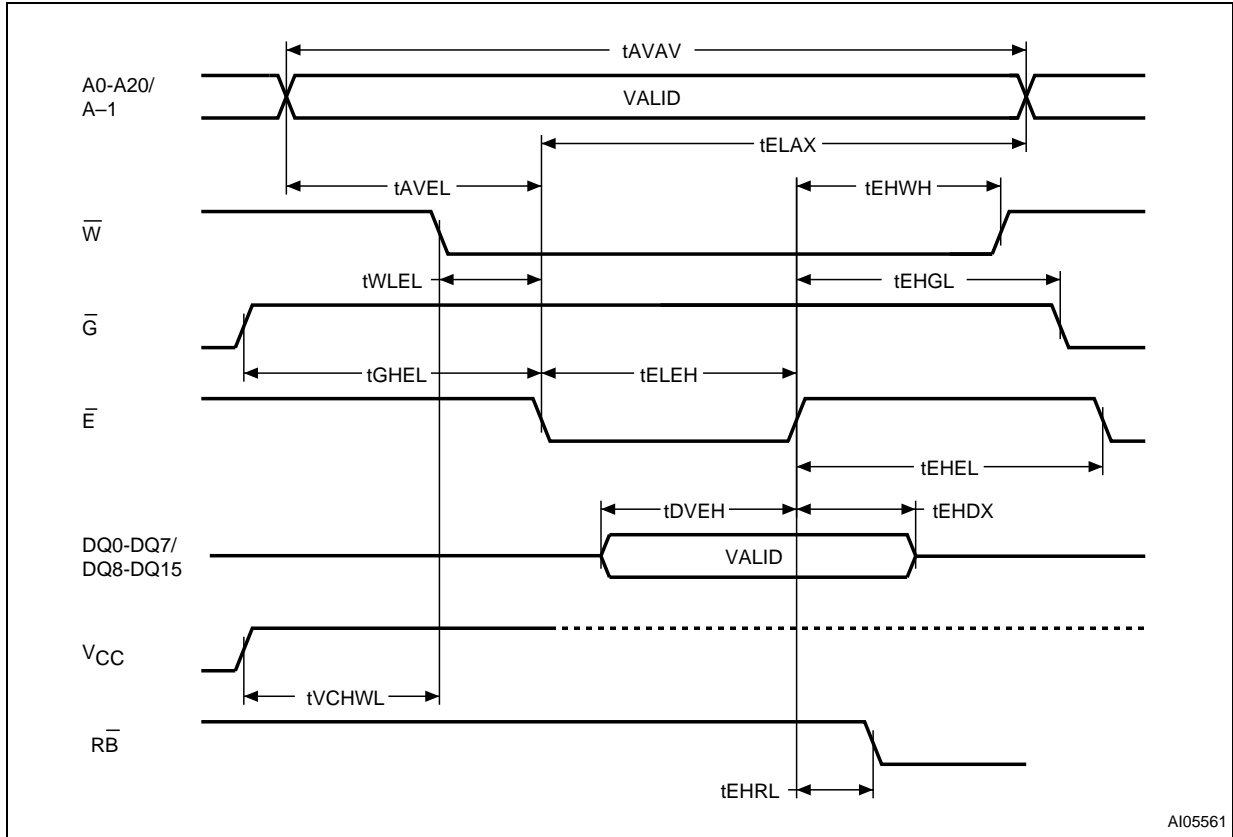 tAVAV
A0-A20/
A–1
VALID
tELAX
tAVEL
tEHWH
W̅
tWLEL
tEHGL
G̅
tGHEL
tELEH
E̅
tEHEL
tDVEH
tEHDX
DQ0-DQ7/
DQ8-DQ15
VALID
VCC
tVCHWL
RB̅
tEHRL
AI05561